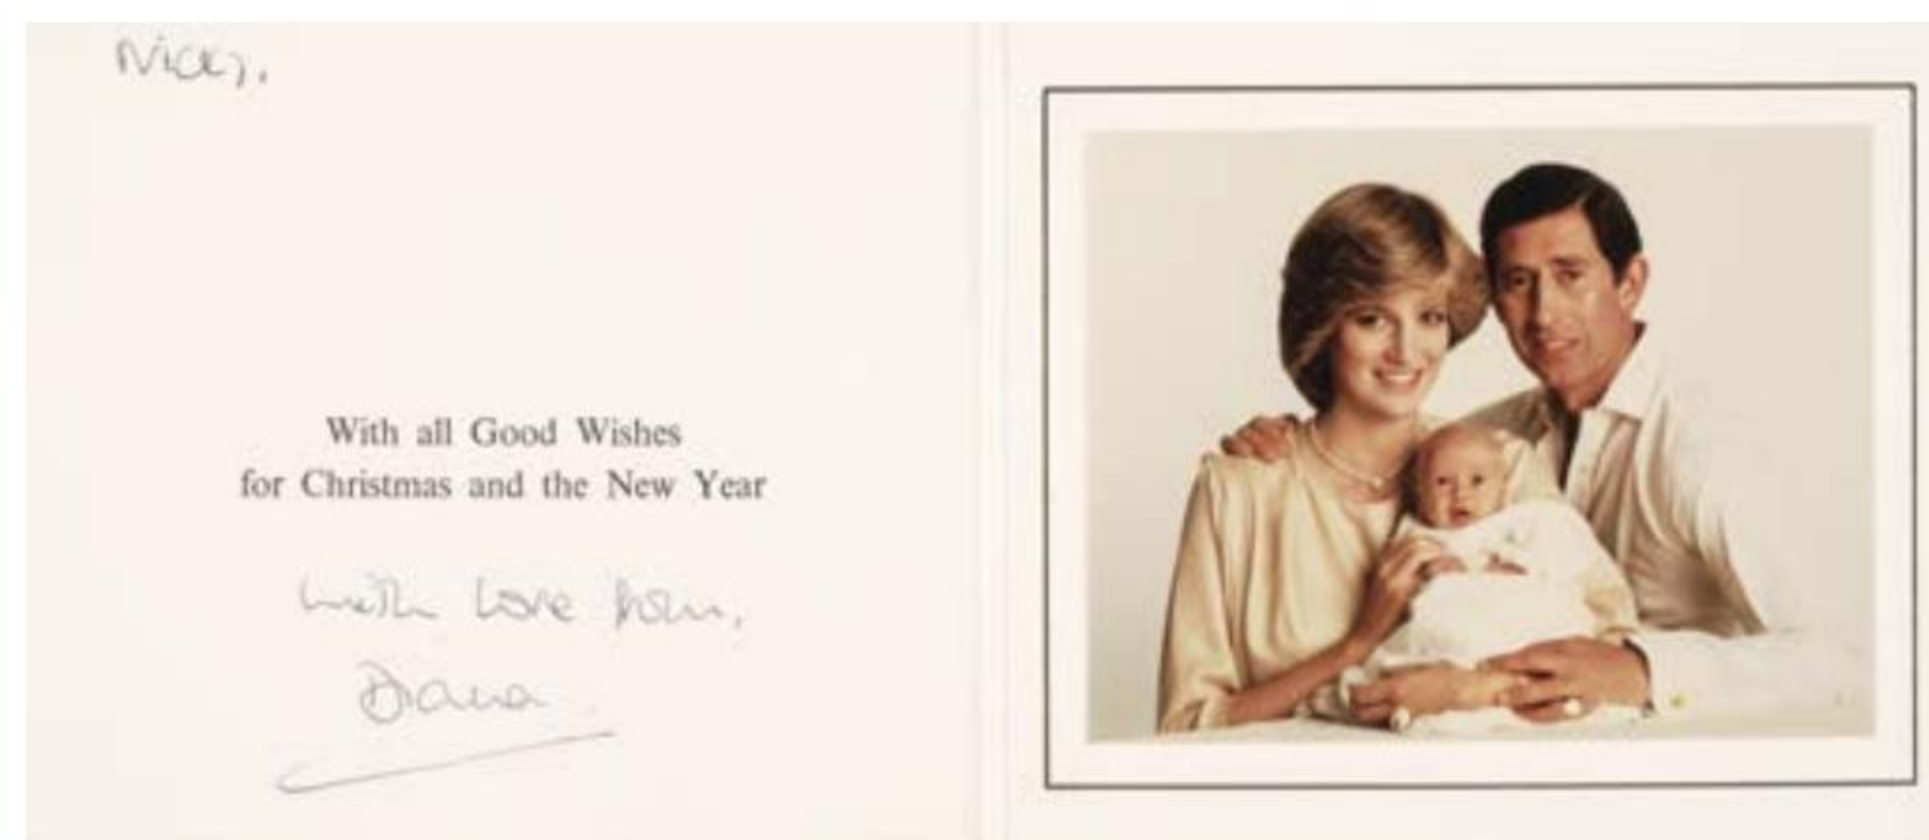 Nicky.
With all Good Wishes
for Christmas and the New Year
with love from,
Diana.